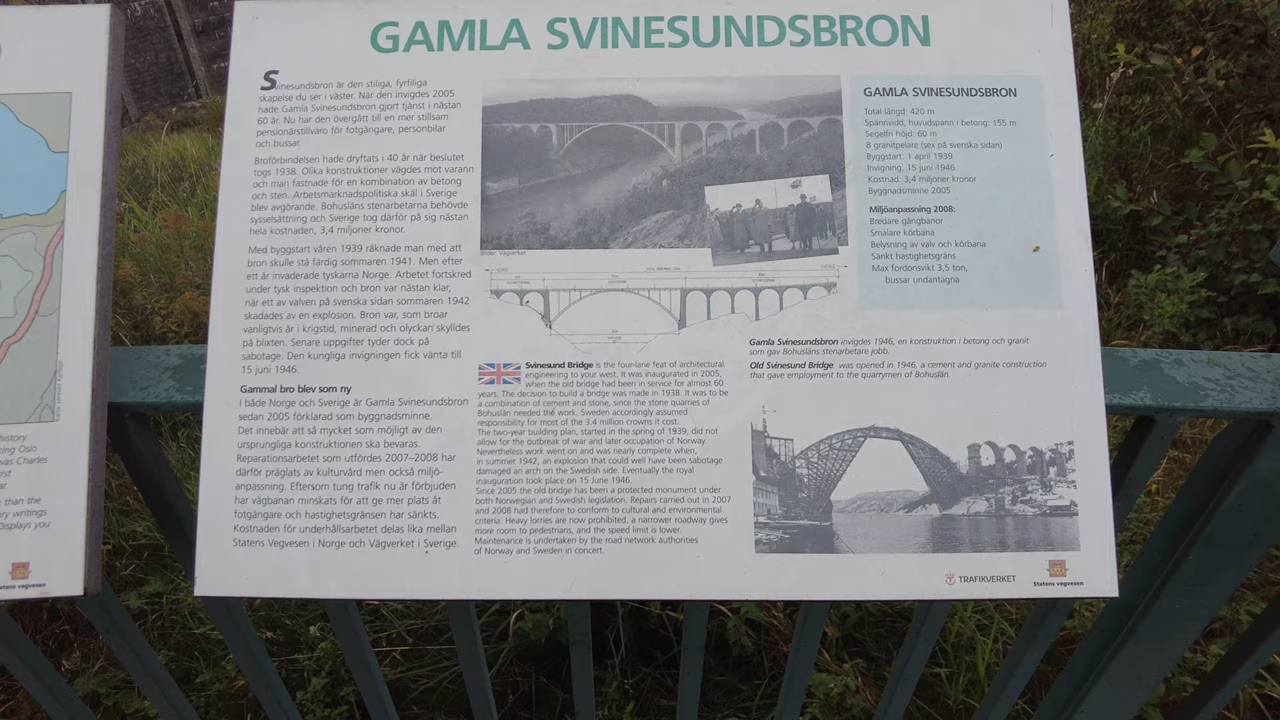 GAMLA SVINESUNDSBRON
Svinesundsbron är den stiliga, fyrfiliga
skapelse du ser i väster. När den invigdes 2005
hade Gamla Svinesundsbron gjort tjänst i nästan
60 år. Nu har den övergått till en mer stillsam
pensionärstillvaro för fotgängare, personbilar
och bussar.
Broförbindelsen hade dryftats i 40 år när beslutet
togs 1938. Olika konstruktioner vägdes mot varann
och man fastnade för en kombination av betong
och sten. Arbetsmarknadspolitiska skäl i Sverige
blev avgörande. Bohusläns stenarbetarna behövde
sysselsättning och Sverige tog därför på sig nästan
hela kostnaden, 3,4 miljoner kronor.
Med byggstart våren 1939 räknade man med att
bron skulle stå färdig sommaren 1941. Men efter
ett år invaderade tyskarna Norge. Arbetet fortskred
under tysk inspektion och bron var nästan klar,
när ett av valven på svenska sidan sommaren 1942
skadades av en explosion. Bron var, som broar
vanligtvis är i krigstid, minerad och olyckan skylldes
på blixten. Senare uppgifter tyder dock på
sabotage. Den kungliga invigningen fick vänta till
15 juni 1946.
Gammal bro blev som ny
I både Norge och Sverige är Gamla Svinesundsbron
sedan 2005 förklarad som byggnadsminne.
Det innebär att så mycket som möjligt av den
ursprungliga konstruktionen ska bevaras.
Reparationsarbetet som utfördes 2007–2008 har
därför präglats av kulturvård men också miljö-
anpassning. Eftersom tung trafik nu är förbjuden
har vägbanan minskats för att ge mer plats åt
fotgängare och hastighetsgränsen har sänkts.
Kostnaden för underhållsarbetet delas lika mellan
Statens Vegvesen i Norge och Vägverket i Sverige.
Bilder: Vägverket
Svinesund Bridge is the four-lane feat of architectural
engineering to your west. It was inaugurated in 2005,
when the old bridge had been in service for almost 60
years. The decision to build a bridge was made in 1938. It was to be
a combination of cement and stone, since the stone quarries of
Bohuslän needed the work. Sweden accordingly assumed
responsibility for most of the 3.4 million crowns it cost.
The two-year building plan, started in the spring of 1939, did not
allow for the outbreak of war and later occupation of Norway.
Nevertheless work went on and was nearly complete when,
in summer 1942, an explosion that could well have been sabotage
damaged an arch on the Swedish side. Eventually the royal
inauguration took place on 15 June 1946.
Since 2005 the old bridge has been a protected monument under
both Norwegian and Swedish legislation. Repairs carried out in 2007
and 2008 had therefore to conform to cultural and environmental
criteria. Heavy lorries are now prohibited, a narrower roadway gives
more room to pedestrians, and the speed limit is lower.
Maintenance is undertaken by the road network authorities
of Norway and Sweden in concert.
GAMLA SVINESUNDSBRON
Total längd: 420 m
Spännvidd, huvudspann i betong: 155 m
Segelfri höjd: 60 m
8 granitpelare (sex på svenska sidan)
Byggstart: 1 april 1939
Invigning: 15 juni 1946
Kostnad: 3,4 miljoner kronor
Byggnadsminne 2005
Miljöanpassning 2008:
Bredare gångbanor
Smalare körbana
Belysning av valv och körbana
Sänkt hastighetsgräns
Max fordonsvikt 3,5 ton,
bussar undantagna
Gamla Svinesundsbron invigdes 1946, en konstruktion i betong och granit
som gav Bohusläns stenarbetare jobb.
Old Svinesund Bridge was opened in 1946, a cement and granite construction
that gave employment to the quarrymen of Bohuslän.
TRAFIKVERKET
Statens vegvesen
history
Oslo ...
was Charles
than the
writings
Displays you
Statens vegvesen